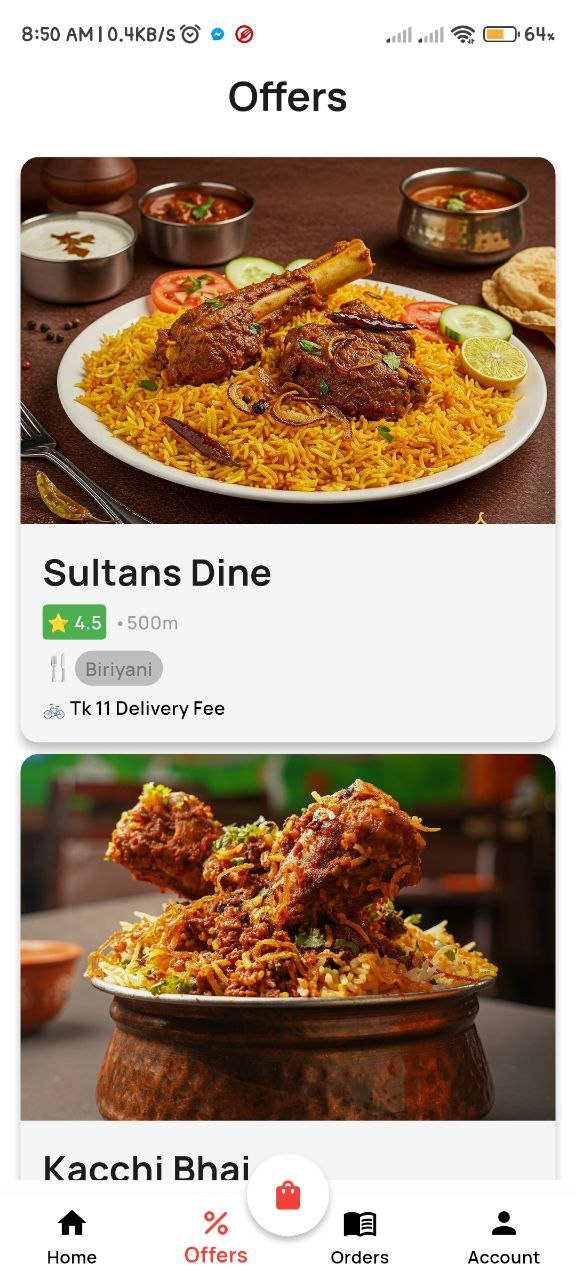 8:50 AM | 0.4KB/s 64%
Offers
Sultans Dine
4.5 • 500m
Biriyani
Tk 11 Delivery Fee
Kacchi Bhai
Home Offers Orders Account